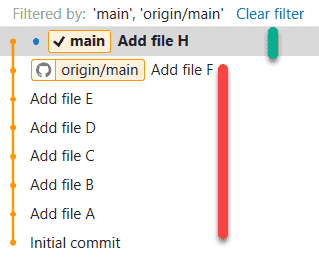 Filtered by: 'main', 'origin/main' Clear filter
main Add file H
origin/main Add file F
Add file E
Add file D
Add file C
Add file B
Add file A
Initial commit